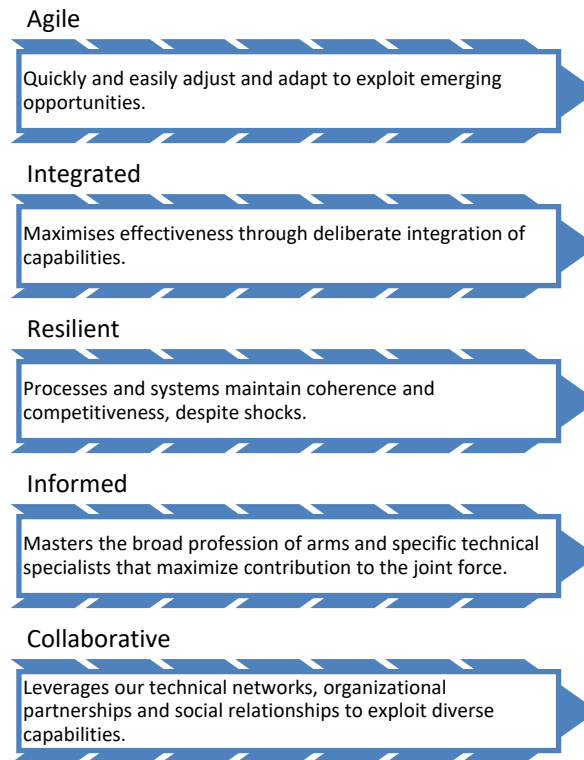 Agile
Quickly and easily adjust and adapt to exploit emerging
opportunities.
Integrated
Maximises effectiveness through deliberate integration of
capabilities.
Resilient
Processes and systems maintain coherence and
competitiveness, despite shocks.
Informed
Masters the broad profession of arms and specific technical
specialists that maximize contribution to the joint force.
Collaborative
Leverages our technical networks, organizational
partnerships and social relationships to exploit diverse
capabilities.